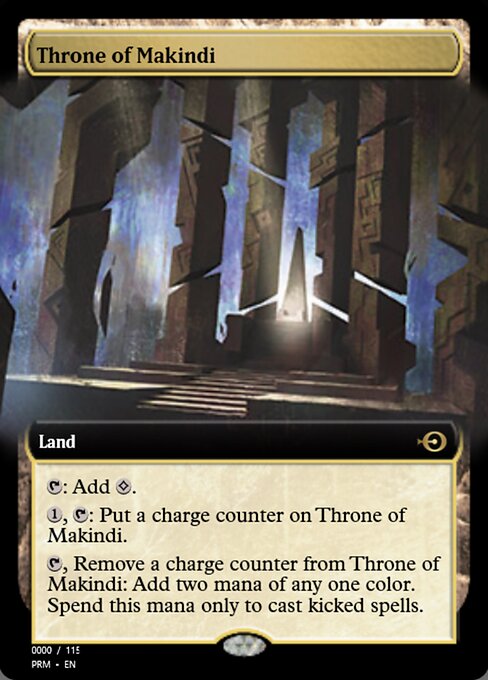 Throne of Makindi
Land
: Add .
1, : Put a charge counter on Throne of
Makindi.
, Remove a charge counter from Throne of
Makindi: Add two mana of any one color.
Spend this mana only to cast kicked spells.
0000 / 115
PRM • EN